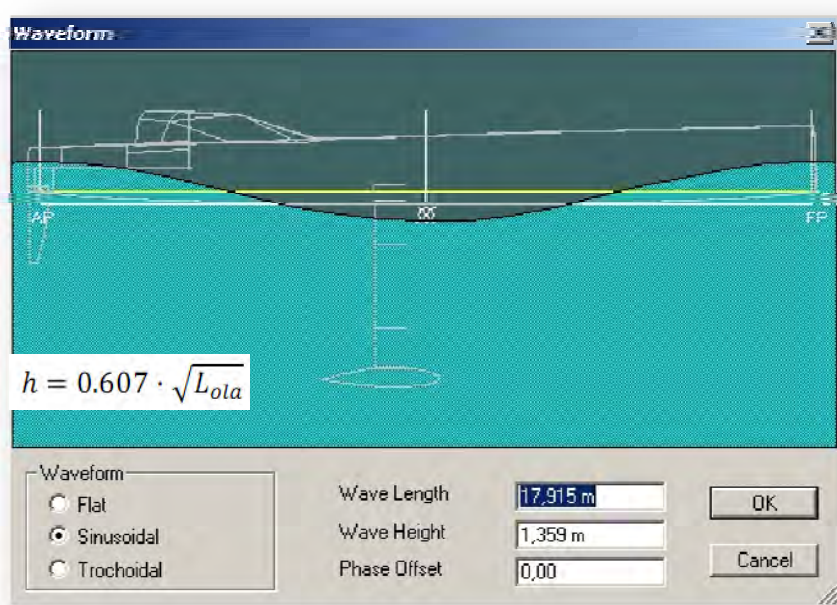 Waveform
AP
FP
h = 0.607 · √L_ola
Waveform
Flat
Sinusoidal
Trochoidal
Wave Length 17,915 m
Wave Height 1,359 m
Phase Offset 0,00
OK
Cancel